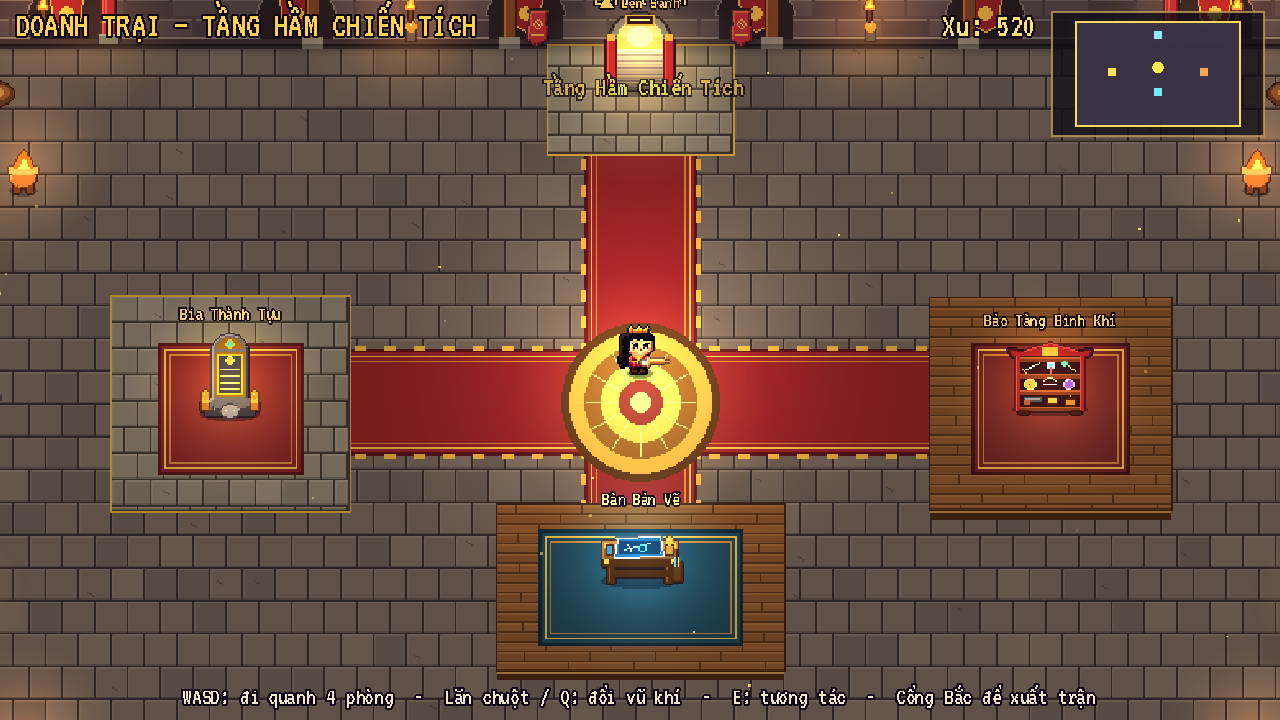 Lên Sảnh
DOANH TRẠI - TẦNG HẦM CHIẾN TÍCH
Xu: 520
Tầng Hầm Chiến Tích
Bia Thành Tựu
Bảo Tàng Binh Khí
Bàn Bản Vẽ
WASD: đi quanh 4 phòng - Lăn chuột / Q: đổi vũ khí - E: tương tác - Cổng Bắc để xuất trận